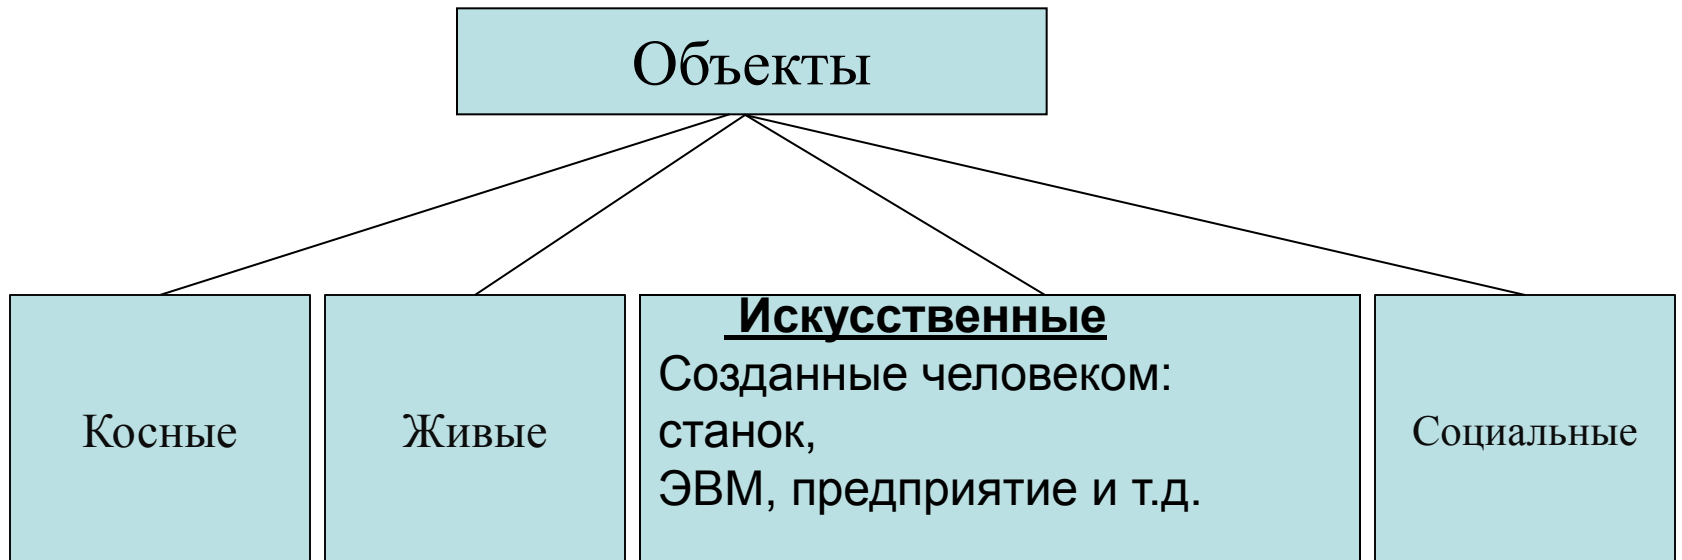 Объекты
Косные
Живые
Искусственные
Созданные человеком:
станок,
ЭВМ, предприятие и т.д.
Социальные